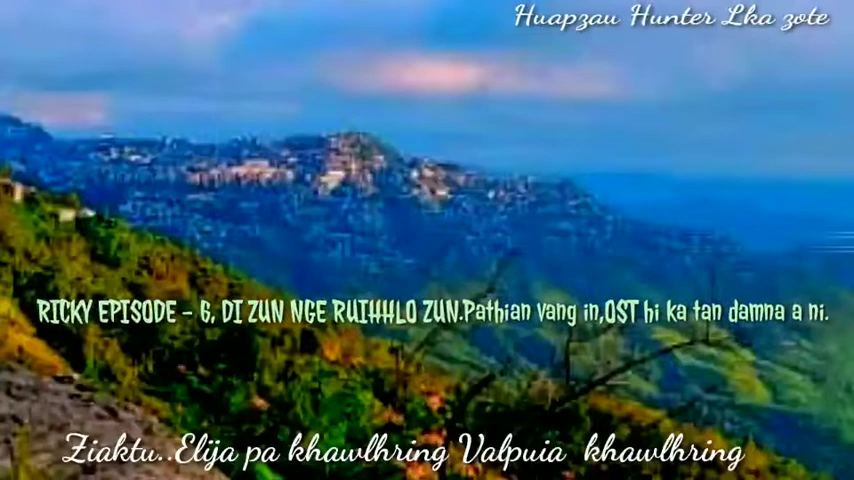 Huapzau Hunter Lka zote
RICKY EPISODE - 6, DI ZUN NGE RUIHHLO ZUN.Pathian vang in,OST hi ka tan damna a ni.
Ziaktu..Elija pa khawlhring Valpuia khawlhring